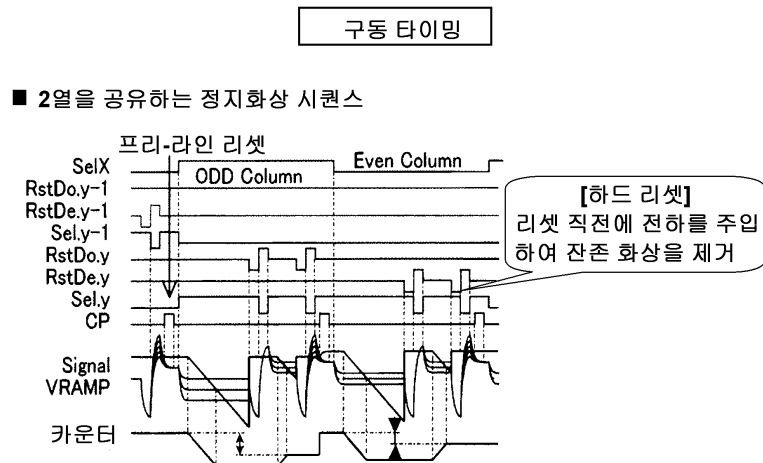 구동 타이밍
■ 2열을 공유하는 정지화상 시퀀스
프리-라인 리셋
SelX
ODD Column
Even Column
RstDo.y-1
RstDe.y-1
Sel.y-1
RstDo.y
RstDe.y
Sel.y
CP
Signal
VRAMP
카운터
[하드 리셋]
리셋 직전에 전하를 주입
하여 잔존 화상을 제거